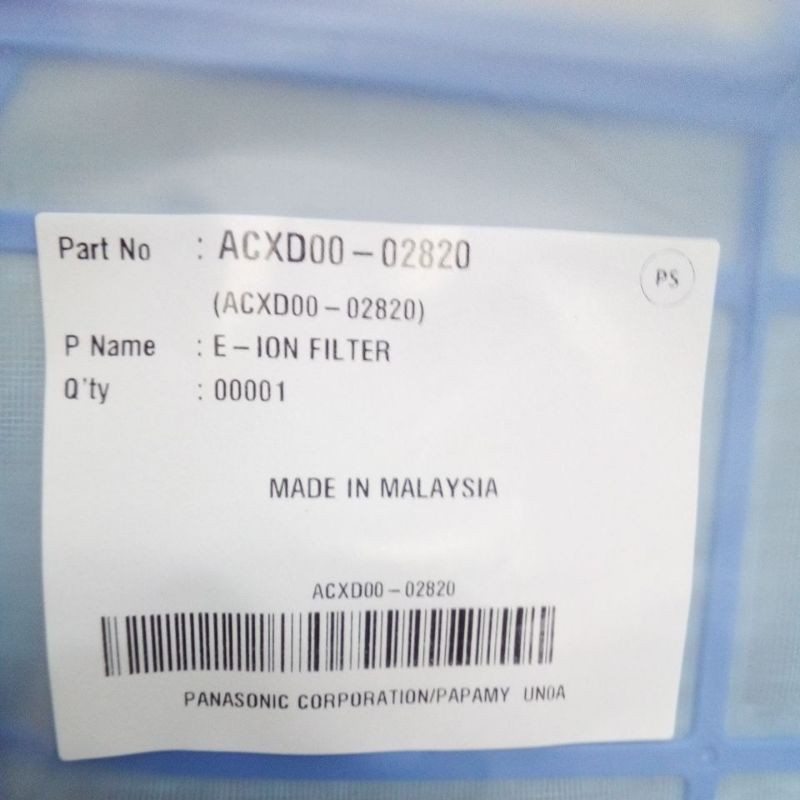 Part No : ACXD00-02820
PS
(ACXD00-02820)
P Name : E-ION FILTER
Q'ty : 00001
MADE IN MALAYSIA
ACXD00-02820
PANASONIC CORPORATION/PAPAMY UN0A